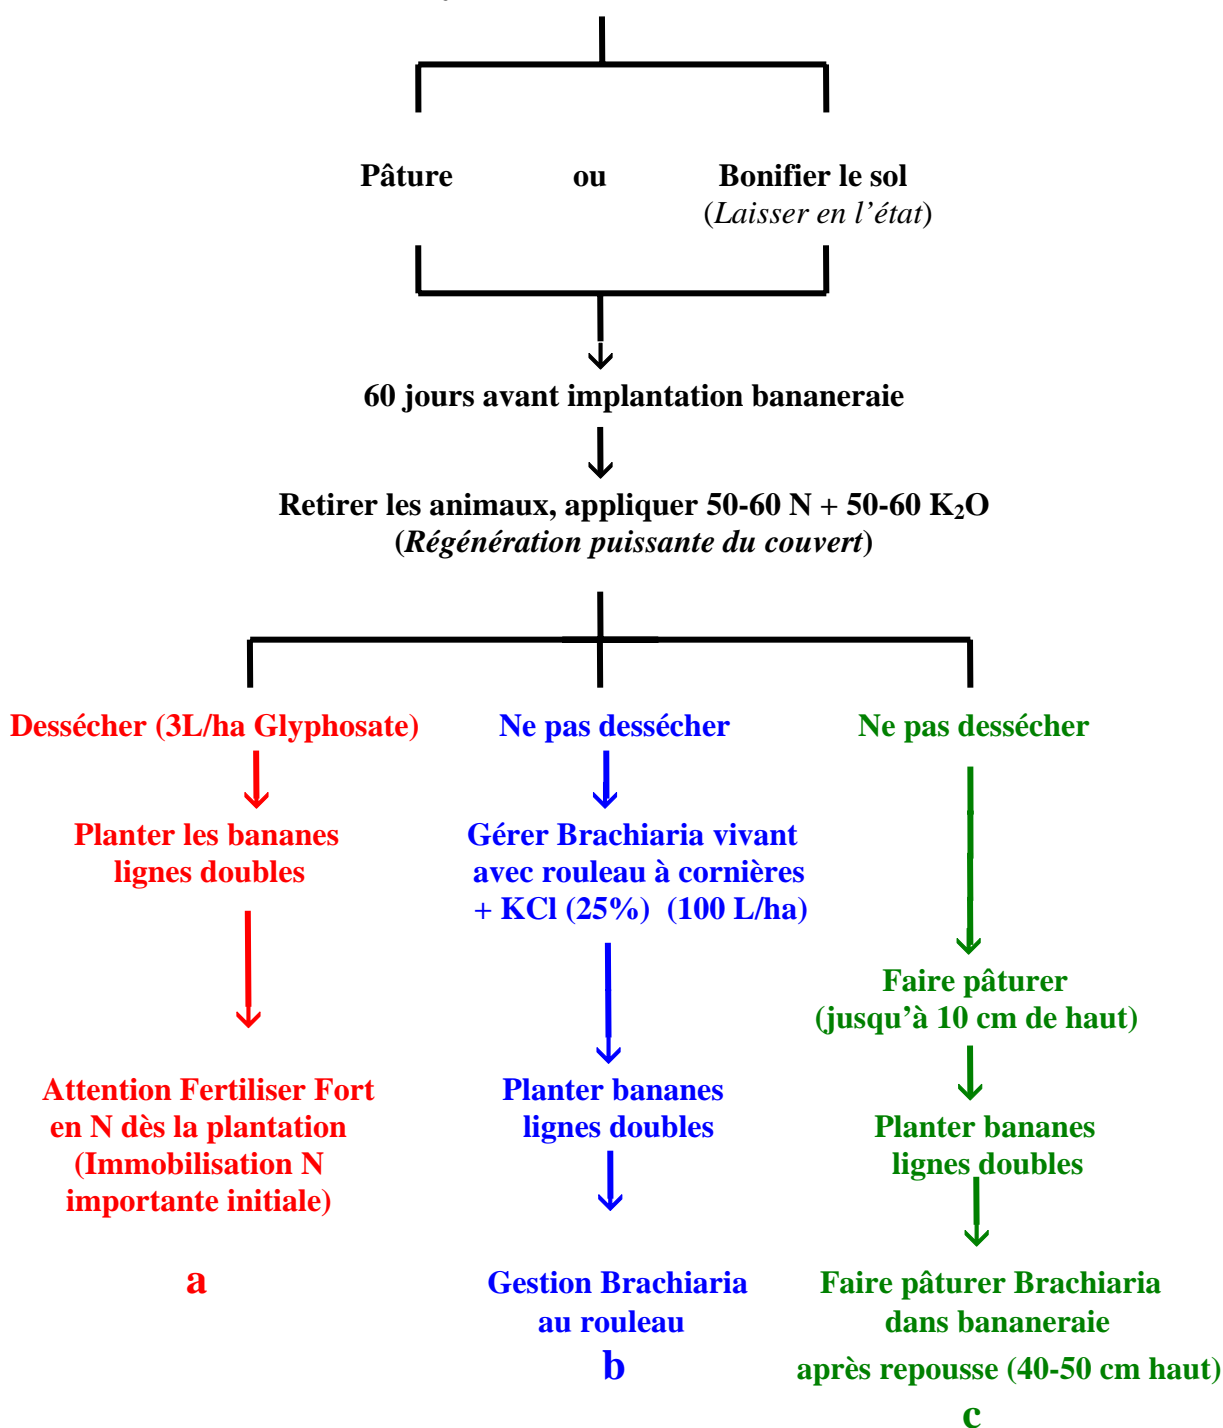 Pâture ou Bonifier le sol
(Laisser en l'état)
60 jours avant implantation bananeraie
Retirer les animaux, appliquer 50-60 N + 50-60 K₂O
(Régénération puissante du couvert)
Dessécher (3L/ha Glyphosate)
Planter les bananes
lignes doubles
Attention Fertiliser Fort
en N dès la plantation
(Immobilisation N
importante initiale)
a
Ne pas dessécher
Gérer Brachiaria vivant
avec rouleau à cornières
+ KCl (25%) (100 L/ha)
Planter bananes
lignes doubles
Gestion Brachiaria
au rouleau
b
Ne pas dessécher
Faire pâturer
(jusqu'à 10 cm de haut)
Planter bananes
lignes doubles
Faire pâturer Brachiaria
dans bananeraie
après repousse (40-50 cm haut)
c